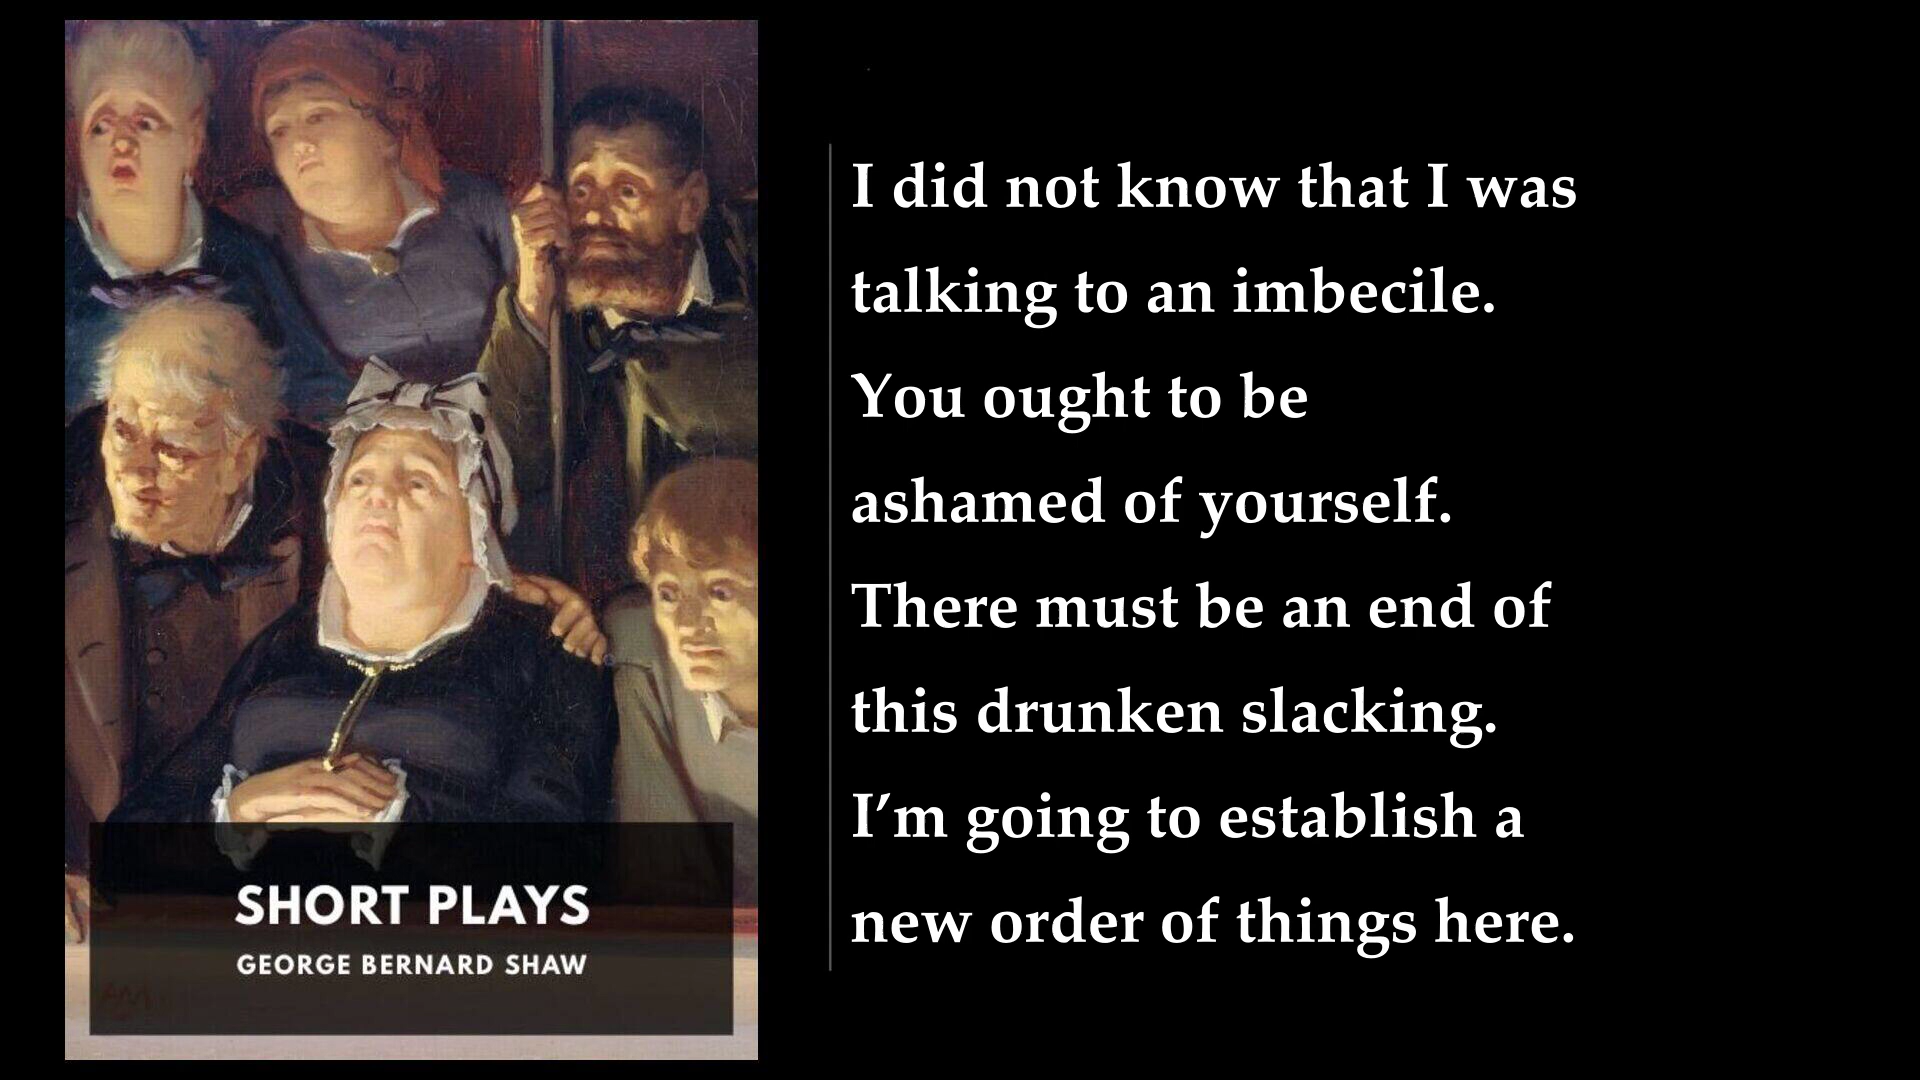 I did not know that I was
talking to an imbecile.
You ought to be
ashamed of yourself.
There must be an end of
this drunken slacking.
I’m going to establish a
new order of things here.
SHORT PLAYS
GEORGE BERNARD SHAW